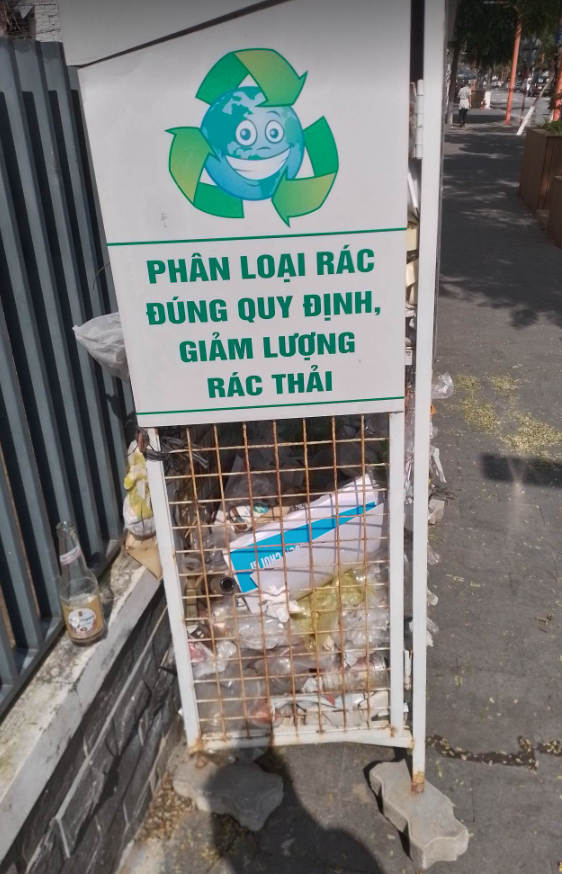 PHÂN LOẠI RÁC
ĐÚNG QUY ĐỊNH,
GIẢM LƯỢNG
RÁC THẢI